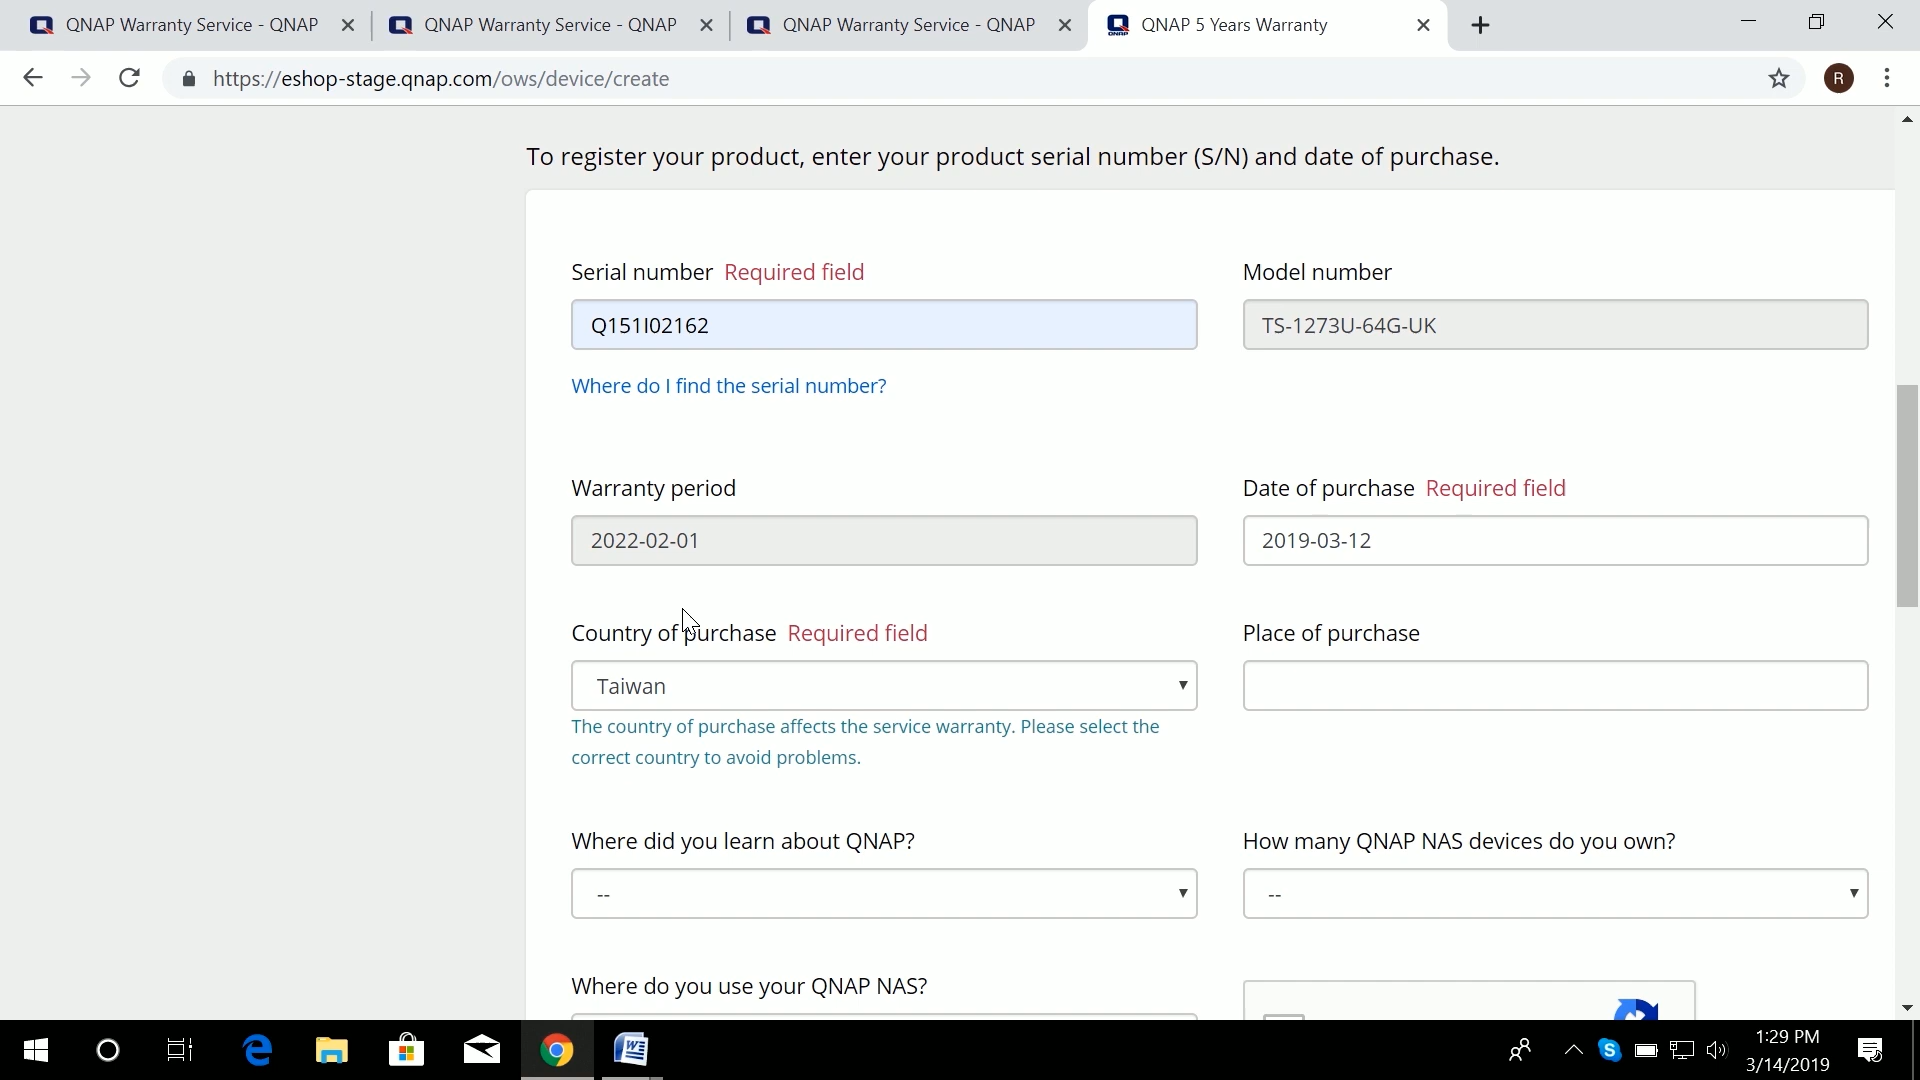 QNAP Warranty Service - QNAP
QNAP Warranty Service - QNAP
QNAP Warranty Service - QNAP
QNAP 5 Years Warranty
https://eshop-stage.qnap.com/ows/device/create
R
To register your product, enter your product serial number (S/N) and date of purchase.
Serial number Required field
Model number
Q151I02162
TS-1273U-64G-UK
Where do I find the serial number?
Warranty period
Date of purchase Required field
2022-02-01
2019-03-12
Country of purchase Required field
Place of purchase
Taiwan
The country of purchase affects the service warranty. Please select the
correct country to avoid problems.
Where did you learn about QNAP?
How many QNAP NAS devices do you own?
--
--
Where do you use your QNAP NAS?
1:29 PM
3/14/2019